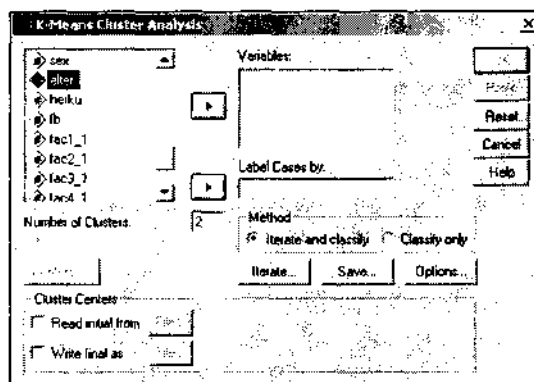 K-Means Cluster Analysis
sex
alter
herku
fb
fac1_1
fac2_1
fac3_1
fac4_1
Variables:
Label Cases by:
Number of Clusters:
2
Method
Iterate and classify
Classify only
Iterate...
Save...
Options...
Reset
Cancel
Help
Cluster Centers
Read initial from
Write final as